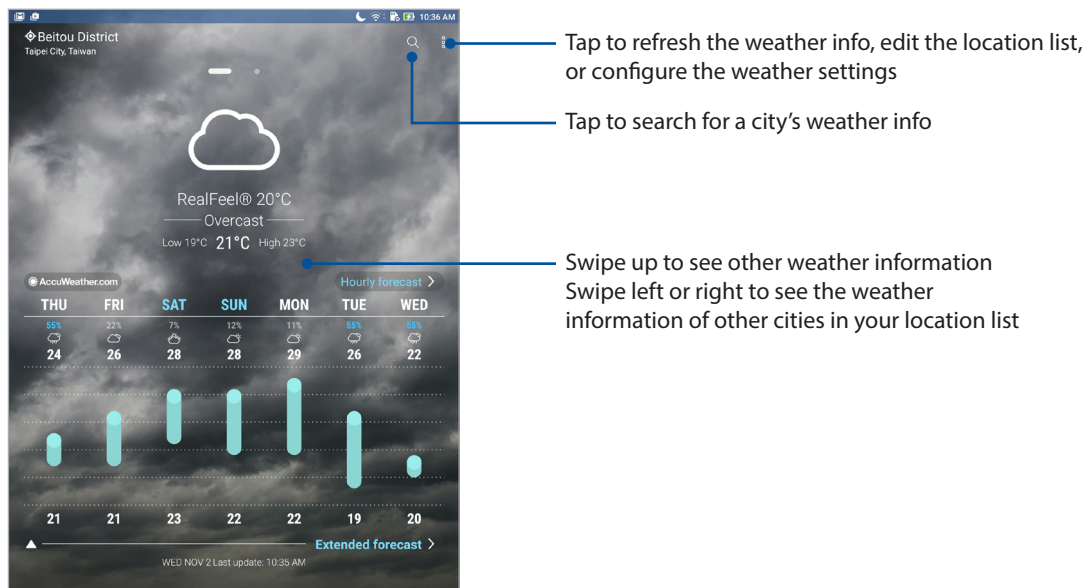 10:36 AM
Beitou District
Taipei City, Taiwan
Tap to refresh the weather info, edit the location list,
or configure the weather settings
Tap to search for a city's weather info
RealFeel® 20°C
Overcast
Low 19°C 21°C High 23°C
Swipe up to see other weather information
Swipe left or right to see the weather
information of other cities in your location list
AccuWeather.com Hourly forecast >
THU FRI SAT SUN MON TUE WED
55% 22% 7% 12% 11% 55% 55%
24 26 28 28 29 26 22
21 21 23 22 22 19 20
Extended forecast >
WED NOV 2 Last update: 10:35 AM